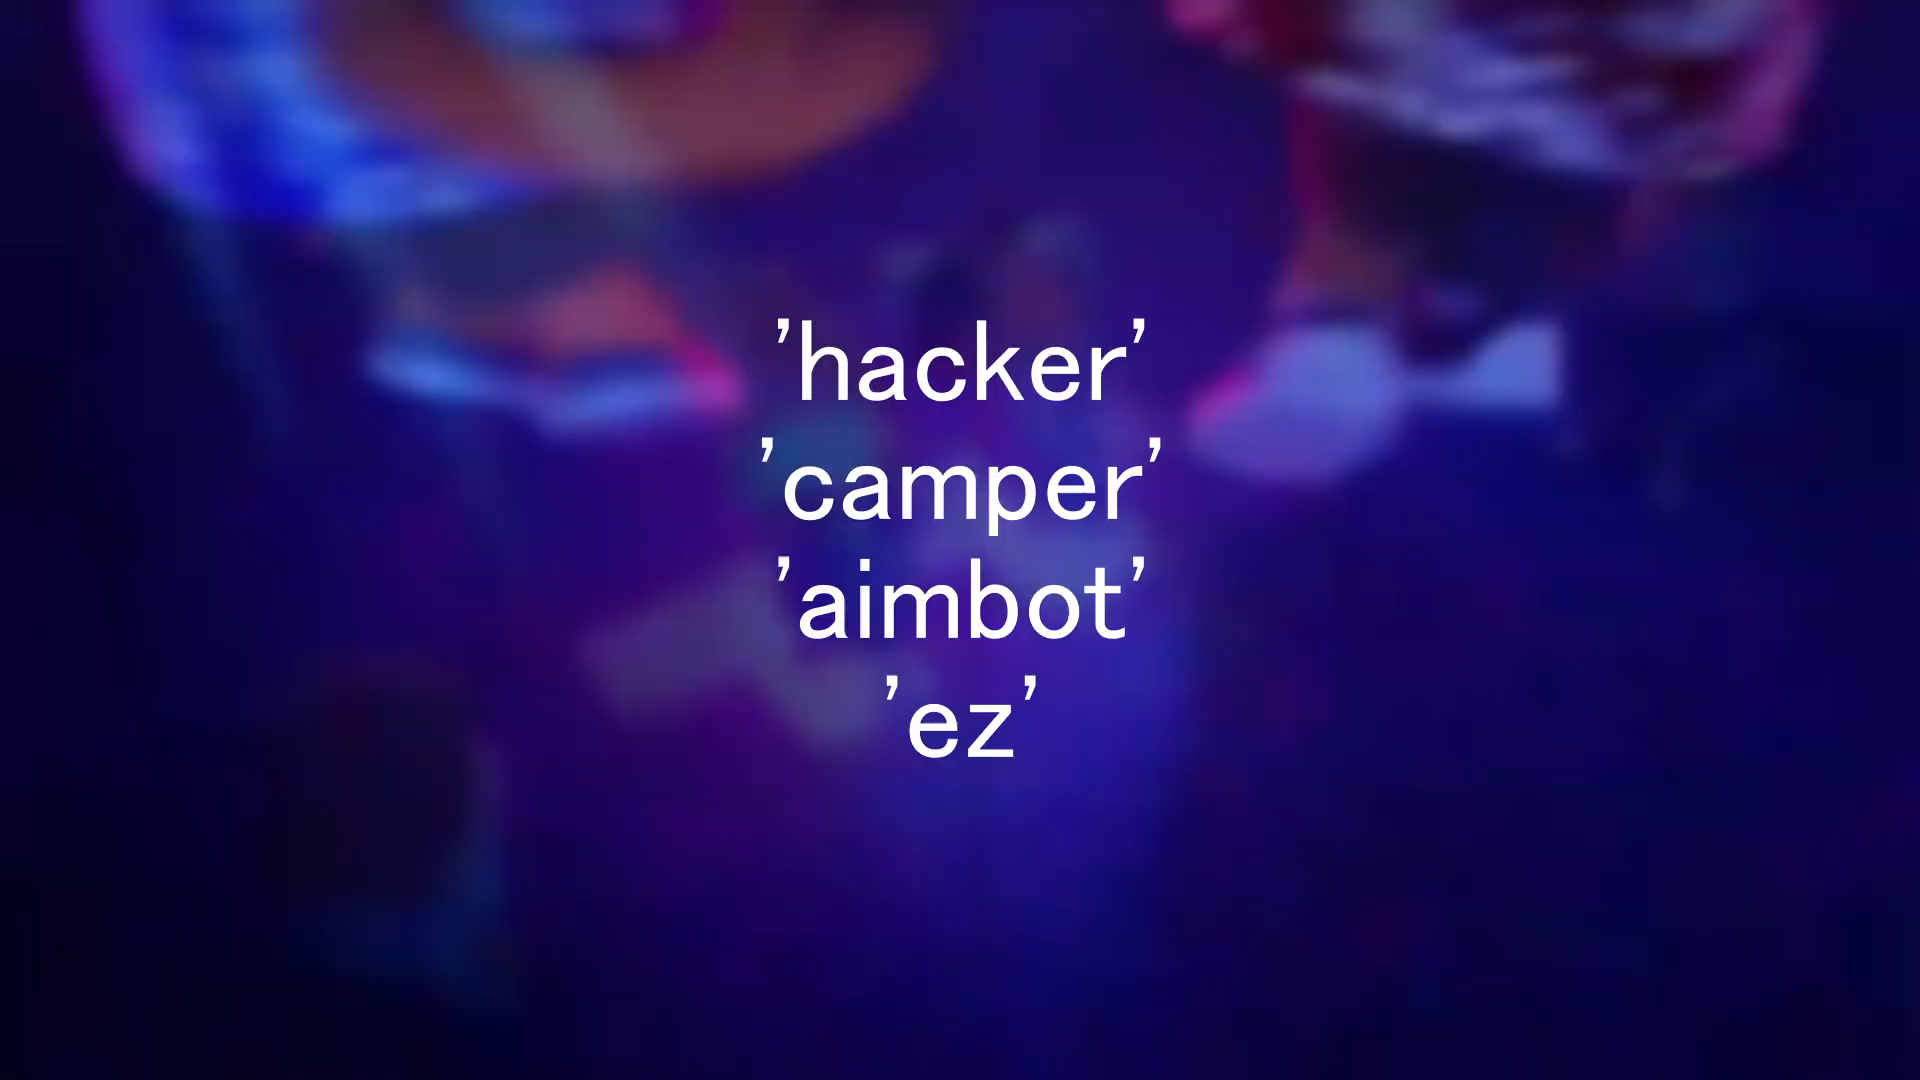 ’hacker’
’camper’
’aimbot’
’ez’